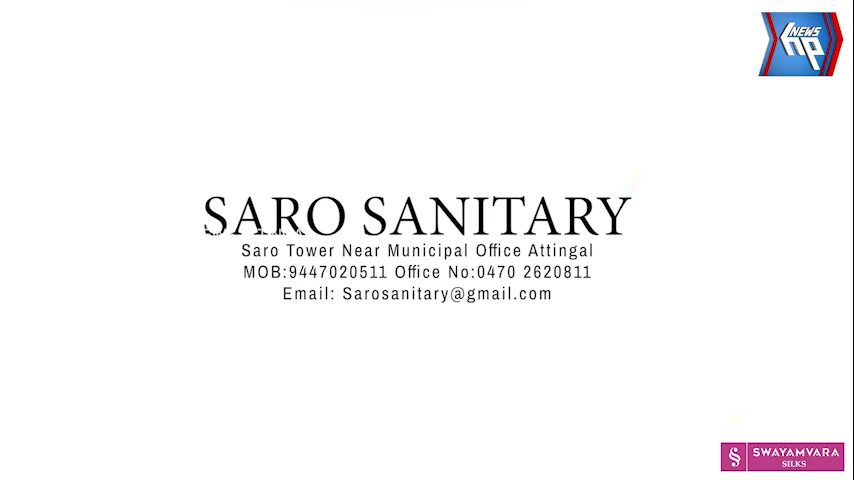 NEWS
np
SARO SANITARY
Saro Tower Near Municipal Office Attingal
MOB:9447020511 Office No:0470 2620811
Email: Sarosanitary@gmail.com
SWAYAMVARA
SILKS